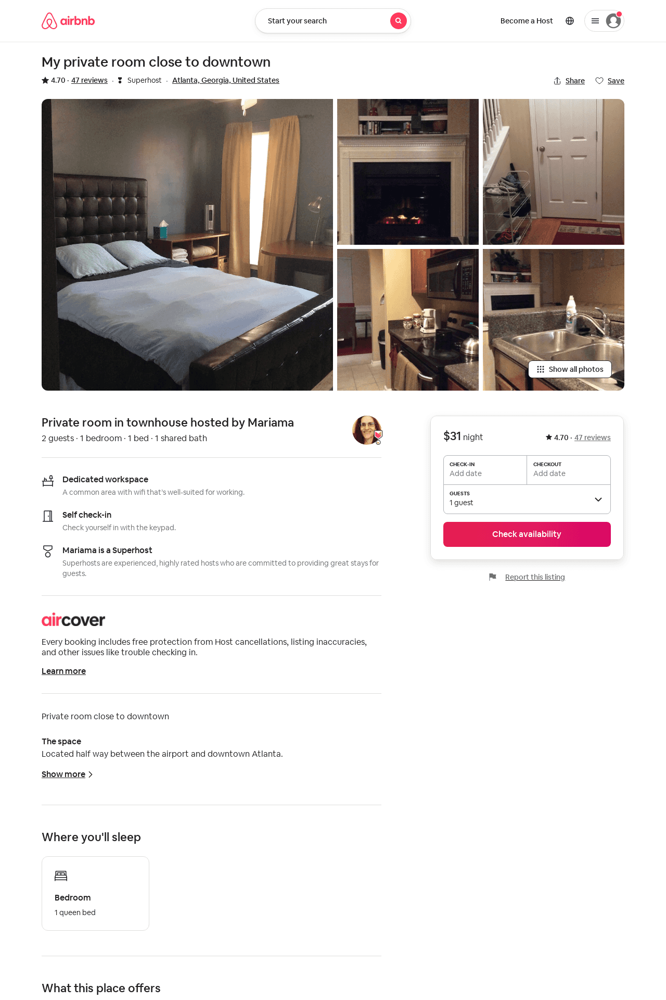 airbnb
Start your search
Become a Host
My private room close to downtown
4.70 · 47 reviews · Superhost · Atlanta, Georgia, United States
Share
Save
Show all photos
Private room in townhouse hosted by Mariama
2 guests · 1 bedroom · 1 bed · 1 shared bath
Dedicated workspace
A common area with wifi that’s well-suited for working.
Self check-in
Check yourself in with the keypad.
Mariama is a Superhost
Superhosts are experienced, highly rated hosts who are committed to providing great stays for
guests.
$31 night
4.70 · 47 reviews
CHECK-IN
Add date
CHECKOUT
Add date
GUESTS
1 guest
Check availability
Report this listing
aircover
Every booking includes free protection from Host cancellations, listing inaccuracies,
and other issues like trouble checking in.
Learn more
Private room close to downtown
The space
Located half way between the airport and downtown Atlanta.
Show more
Where you'll sleep
Bedroom
1 queen bed
What this place offers